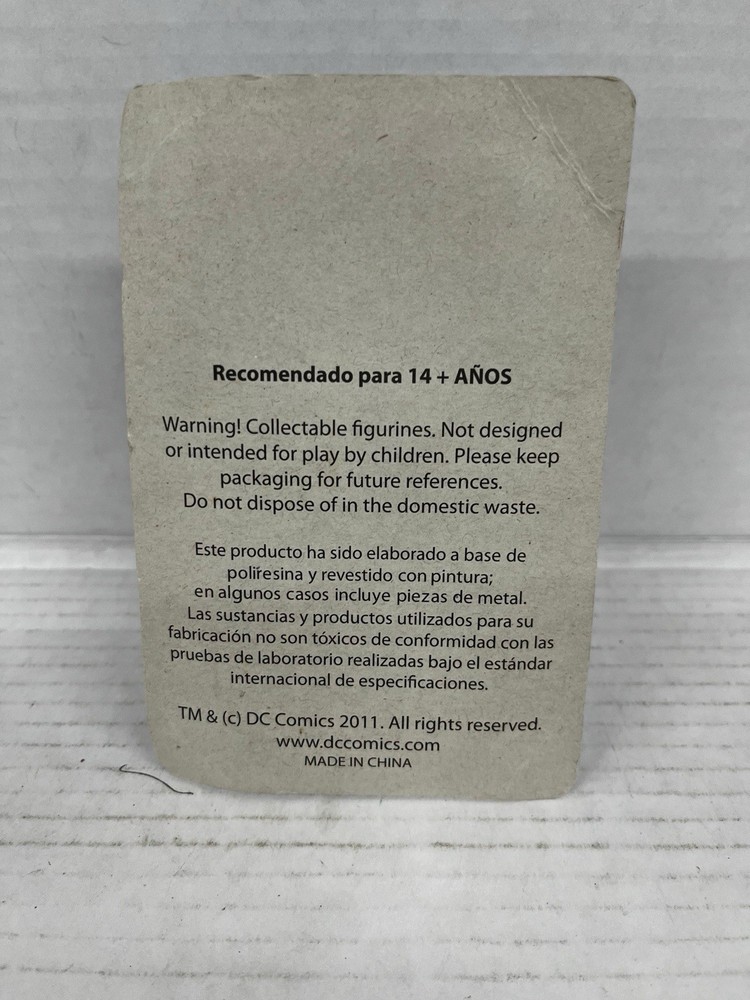 Recomendado para 14 + AÑOS
Warning! Collectable figurines. Not designed
or intended for play by children. Please keep
packaging for future references.
Do not dispose of in the domestic waste.
Este producto ha sido elaborado a base de
polifesina y revestido con pintura;
en algunos casos incluye piezas de metal.
Las sustancias y productos utilizados para su
fabricación no son tóxicos de conformidad con las
pruebas de laboratorio realizadas bajo el estándar
internacional de especificaciones.
TM & (c) DC Comics 2011. All rights reserved.
www.dccomics.com
MADE IN CHINA